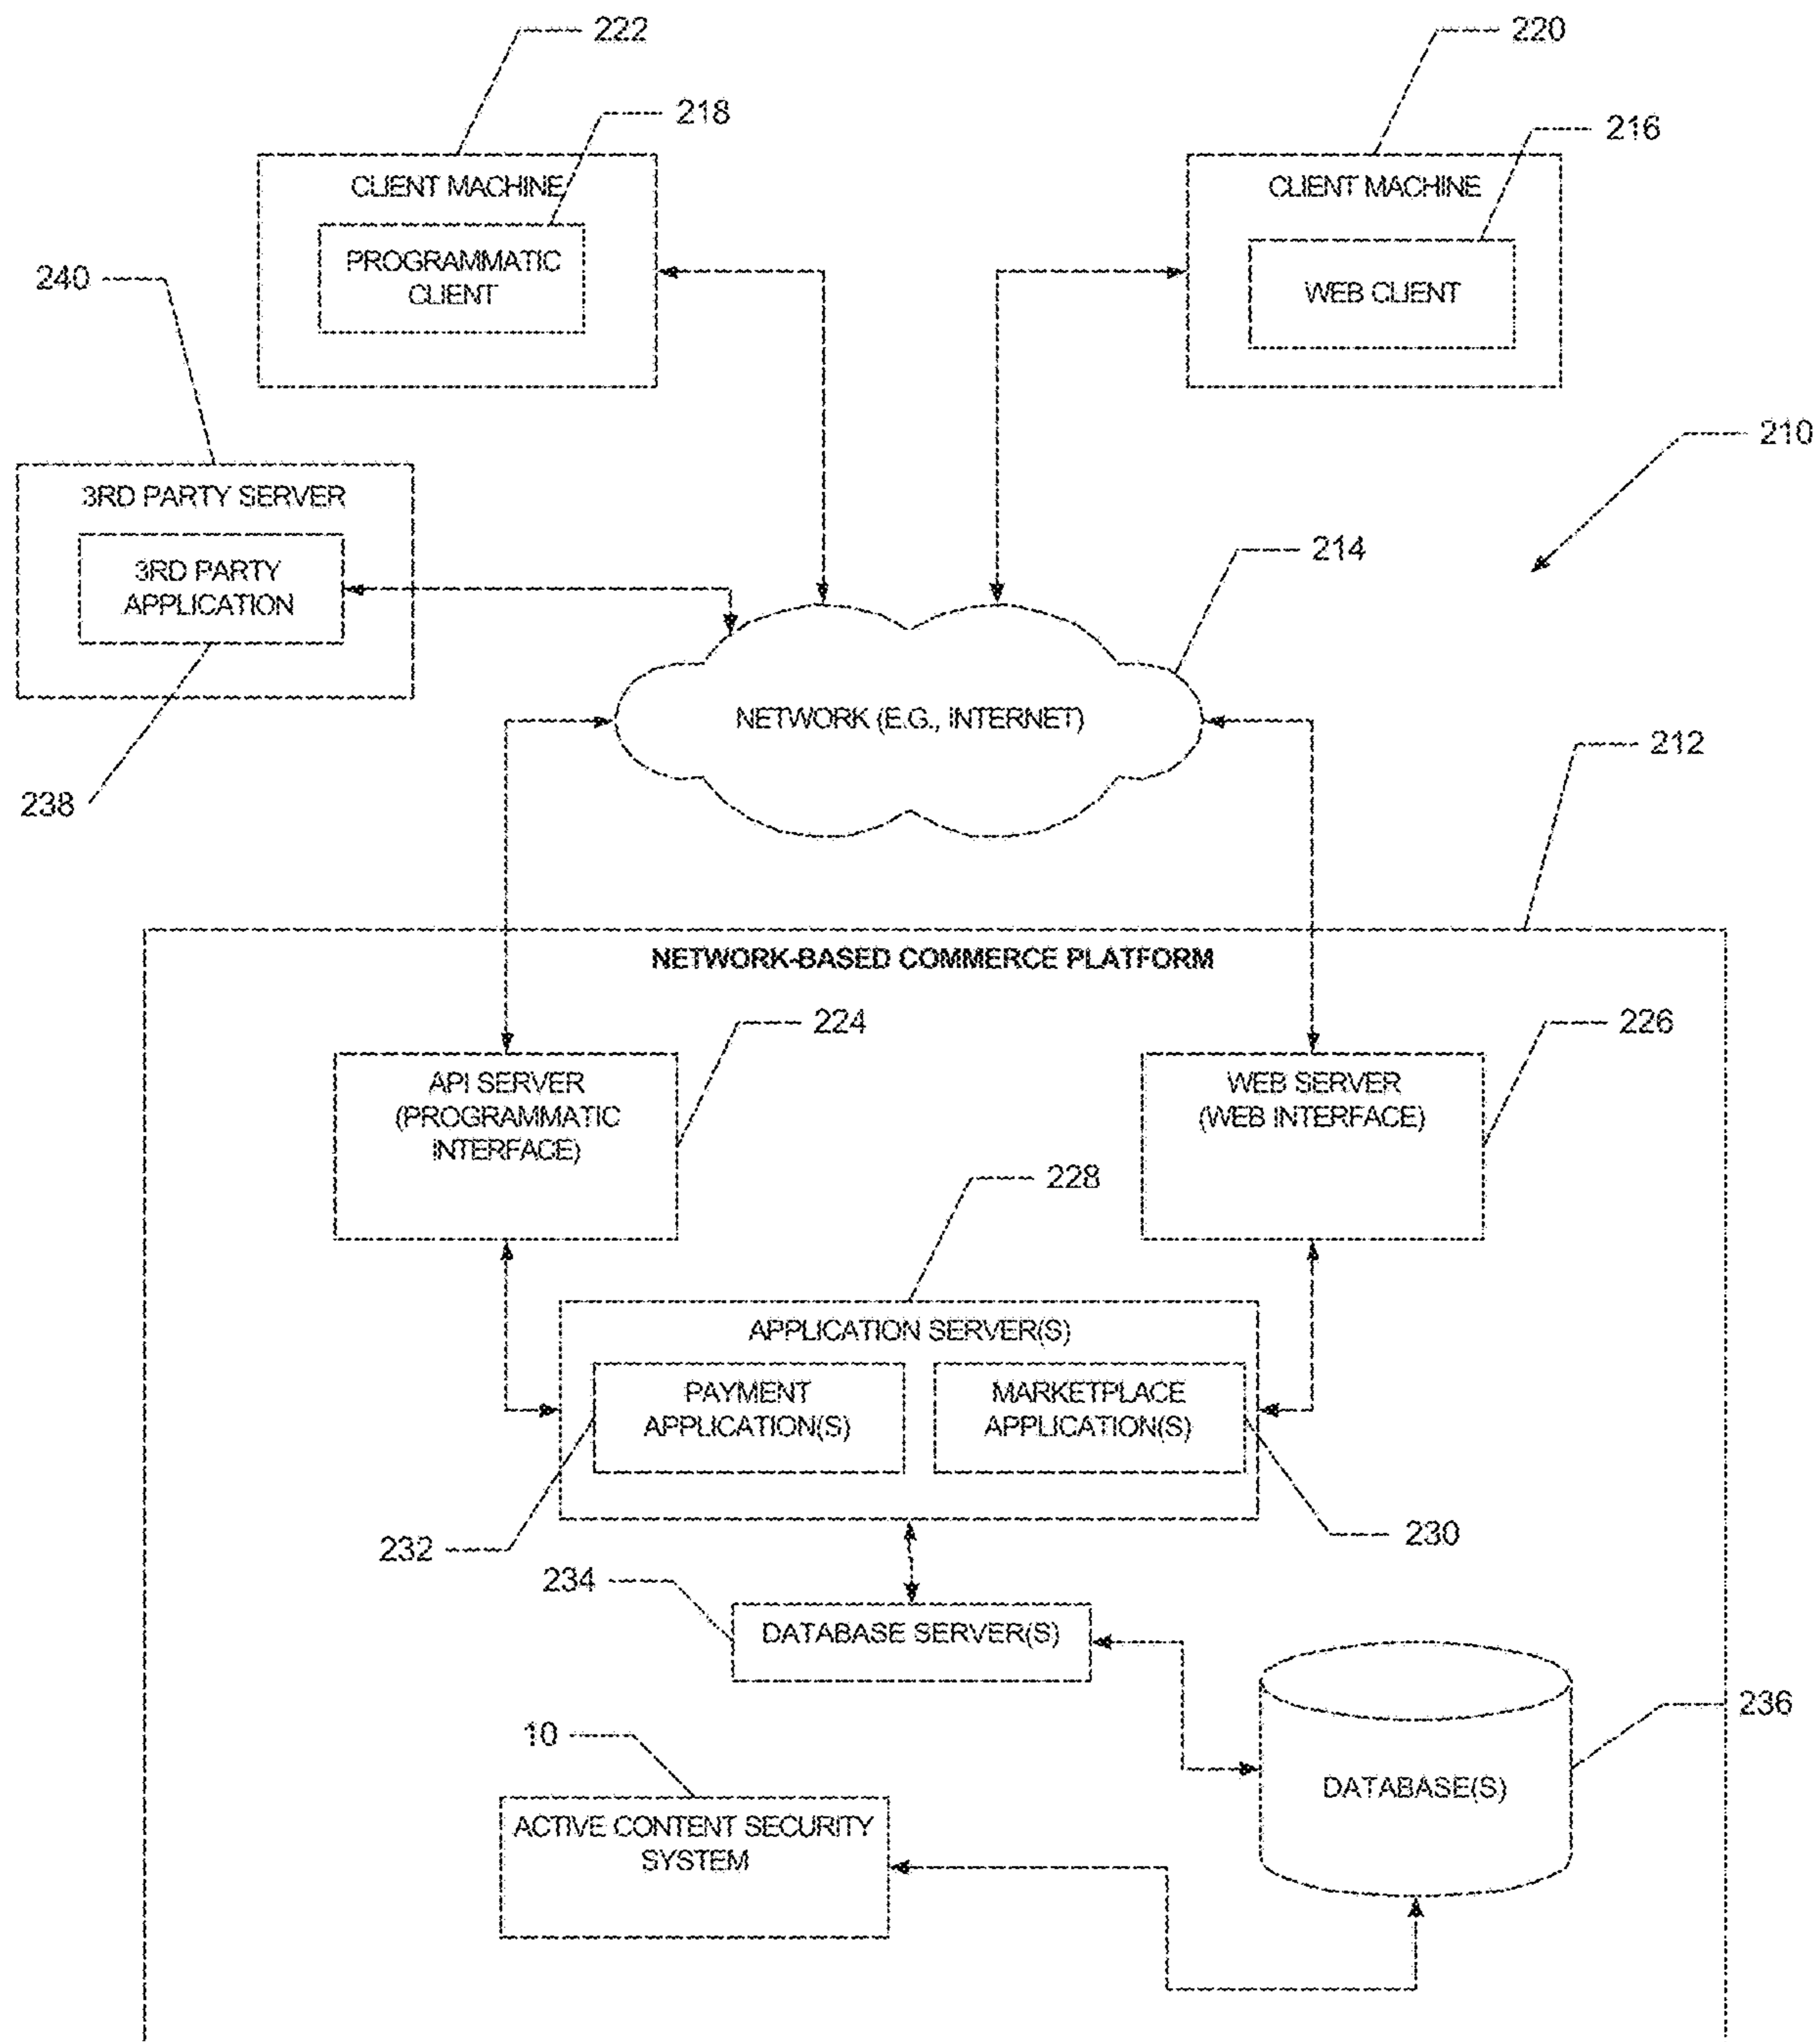 222
220
218
216
CLIENT MACHINE
CLIENT MACHINE
PROGRAMMATIC
CLIENT
WEB CLIENT
240
210
3RD PARTY SERVER
214
3RD PARTY
APPLICATION
NETWORK (E.G., INTERNET)
212
238
NETWORK-BASED COMMERCE PLATFORM
224
226
API SERVER
(PROGRAMMATIC
INTERFACE)
WEB SERVER
(WEB INTERFACE)
228
APPLICATION SERVER(S)
PAYMENT
APPLICATION(S)
MARKETPLACE
APPLICATION(S)
232
230
234
DATABASE SERVER(S)
236
10
DATABASE(S)
ACTIVE CONTENT SECURITY
SYSTEM